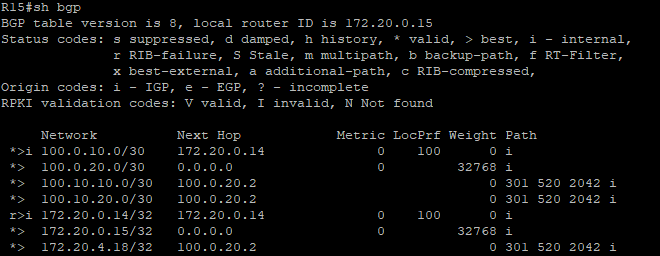 R15#sh bgp
BGP table version is 8, local router ID is 172.20.0.15
Status codes: s suppressed, d damped, h history, * valid, > best, i - internal,
              r RIB-failure, S Stale, m multipath, b backup-path, f RT-Filter,
              x best-external, a additional-path, c RIB-compressed,
Origin codes: i - IGP, e - EGP, ? - incomplete
RPKI validation codes: V valid, I invalid, N Not found

     Network          Next Hop            Metric LocPrf Weight Path
 *>i 100.0.10.0/30    172.20.0.14              0    100      0 i
 *>  100.0.20.0/30    0.0.0.0                  0         32768 i
 *>  100.10.10.0/30   100.0.20.2                             0 301 520 2042 i
 *>  100.10.20.0/30   100.0.20.2                             0 301 520 2042 i
 r>i 172.20.0.14/32   172.20.0.14              0    100      0 i
 *>  172.20.0.15/32   0.0.0.0                  0         32768 i
 *>  172.20.4.18/32   100.0.20.2                             0 301 520 2042 i